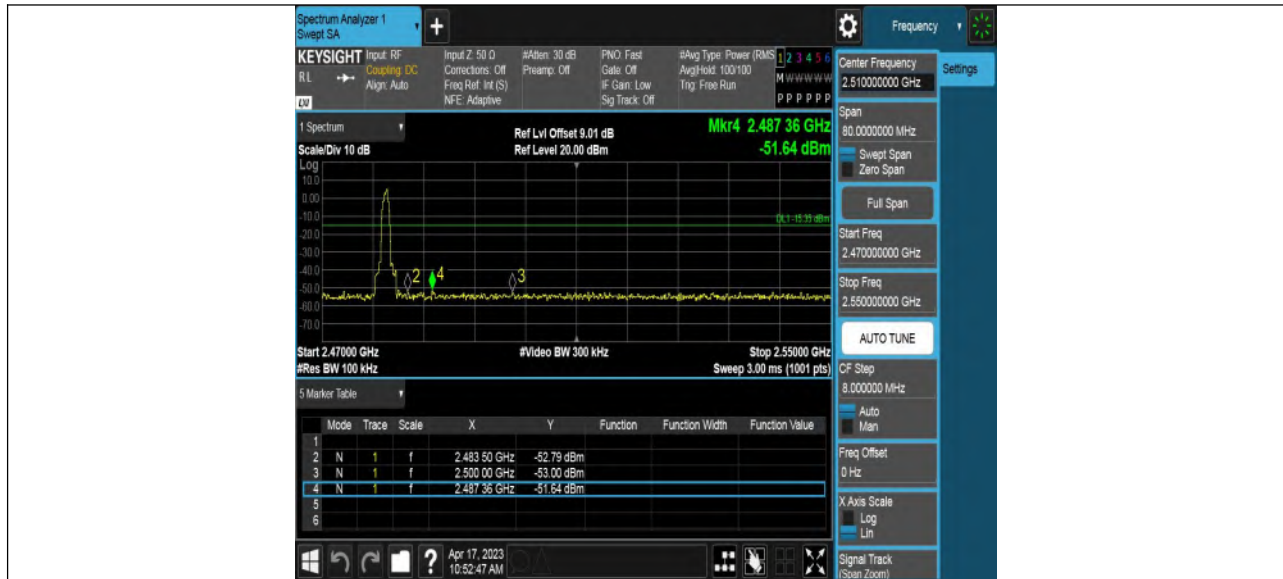 Spectrum Analyzer 1
Swept SA
+
Frequency
KEYSIGHT Input: RF
RL
Coupling: DC
Align: Auto
LXI
Input Z: 50 Ω
Corrections: Off
Freq Ref: Int (S)
NFE: Adaptive
#Atten: 30 dB
Preamp: Off
PNO: Fast
Gate: Off
IF Gain: Low
Sig Track: Off
#Avg Type: Power (RMS
Avg|Hold: 100/100
Trig: Free Run
1 2 3 4 5 6
M W W W W W
P P P P P P
1 Spectrum
Scale/Div 10 dB
Ref Lvl Offset 9.01 dB
Ref Level 20.00 dBm
Mkr4 2.487 36 GHz
-51.64 dBm
Log
10.0
0.00
-10.0
-20.0
-30.0
-40.0
-50.0
-60.0
-70.0
DL1 -15.35 dBm
2
4
3
Start 2.47000 GHz
#Res BW 100 kHz
#Video BW 300 kHz
Stop 2.55000 GHz
Sweep 3.00 ms (1001 pts)
5 Marker Table
Mode Trace Scale X Y Function Function Width Function Value
1
2 N 1 f 2.483 50 GHz -52.79 dBm
3 N 1 f 2.500 00 GHz -53.00 dBm
4 N 1 f 2.487 36 GHz -51.64 dBm
5
6
?
Apr 17, 2023
10:52:47 AM
Settings
Center Frequency
2.510000000 GHz
Span
80.0000000 MHz
Swept Span
Zero Span
Full Span
Start Freq
2.470000000 GHz
Stop Freq
2.550000000 GHz
AUTO TUNE
CF Step
8.000000 MHz
Auto
Man
Freq Offset
0 Hz
X Axis Scale
Log
Lin
Signal Track
(Span Zoom)